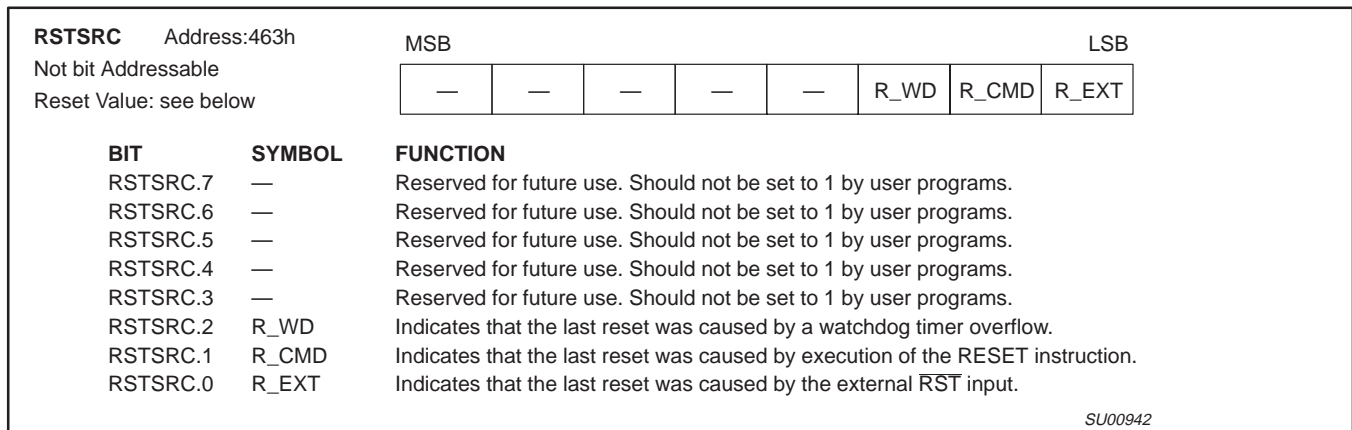 RSTSRC Address:463h
Not bit Addressable
Reset Value: see below
MSB LSB
— — — — — R_WD R_CMD R_EXT
BIT SYMBOL FUNCTION
RSTSRC.7 — Reserved for future use. Should not be set to 1 by user programs.
RSTSRC.6 — Reserved for future use. Should not be set to 1 by user programs.
RSTSRC.5 — Reserved for future use. Should not be set to 1 by user programs.
RSTSRC.4 — Reserved for future use. Should not be set to 1 by user programs.
RSTSRC.3 — Reserved for future use. Should not be set to 1 by user programs.
RSTSRC.2 R_WD Indicates that the last reset was caused by a watchdog timer overflow.
RSTSRC.1 R_CMD Indicates that the last reset was caused by execution of the RESET instruction.
RSTSRC.0 R_EXT Indicates that the last reset was caused by the external R̅S̅T̅ input.
SU00942